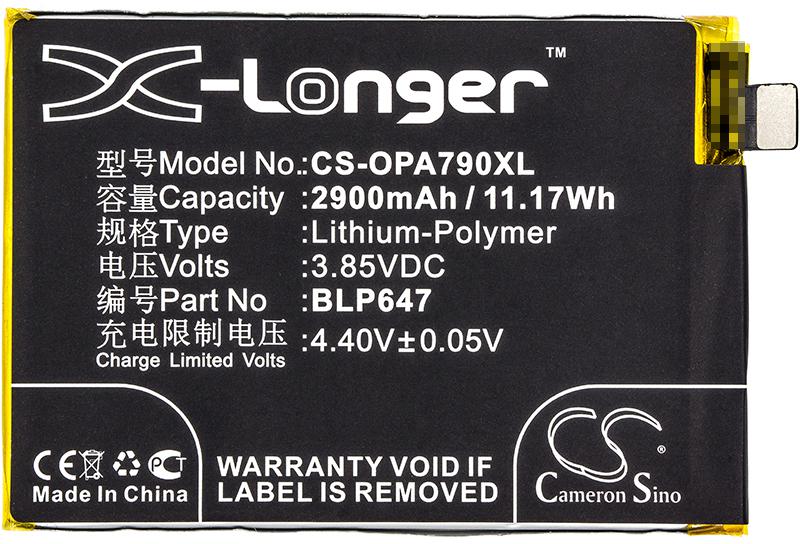 X-Longer™
型号Model No.:CS-OPA790XL
容量Capacity :2900mAh / 11.17Wh
规格Type :Lithium-Polymer
电压Volts :3.85VDC
编号Part No :BLP647
充电限制电压 :4.40V±0.05V
Charge Limited Volts
CE PCT
Made In China
WARRANTY VOID IF
LABEL IS REMOVED
CS ®
Cameron Sino